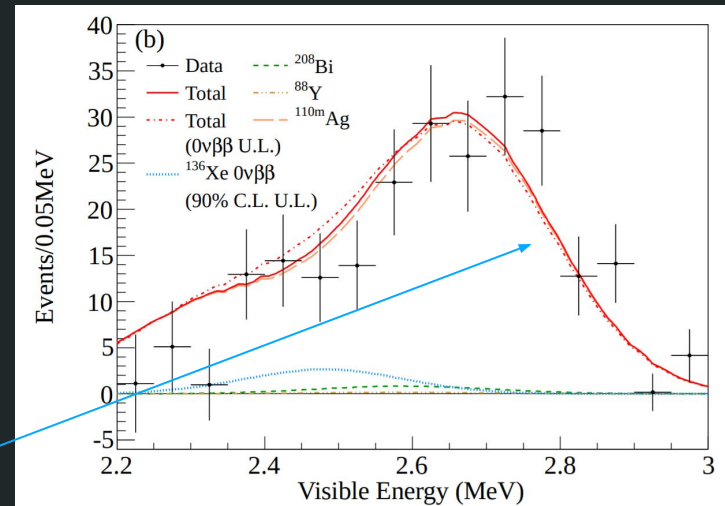 (b)
Data
Total
Total
(0νββ U.L.)
¹³⁶Xe 0νββ
(90% C.L. U.L.)
²⁰⁸Bi
⁸⁸Y
¹¹⁰ᵐAg
Events/0.05MeV
40
35
30
25
20
15
10
5
0
-5
2.2 2.4 2.6 2.8 3
Visible Energy (MeV)